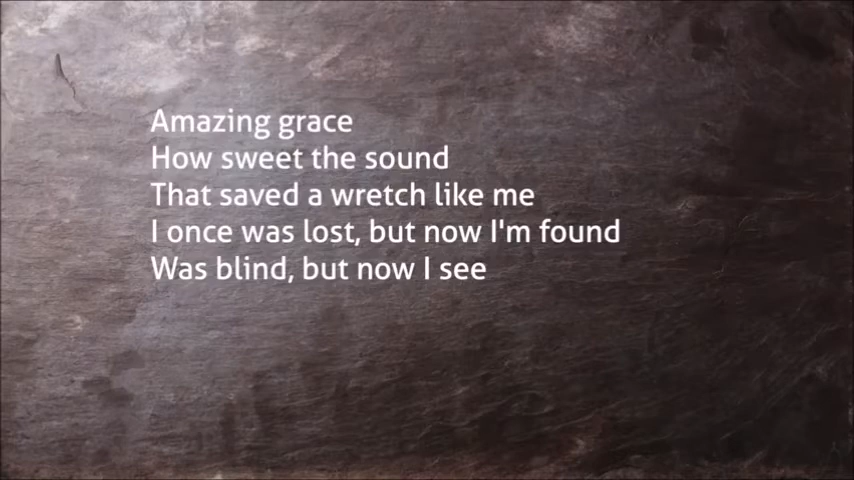 Amazing grace
How sweet the sound
That saved a wretch like me
I once was lost, but now I'm found
Was blind, but now I see